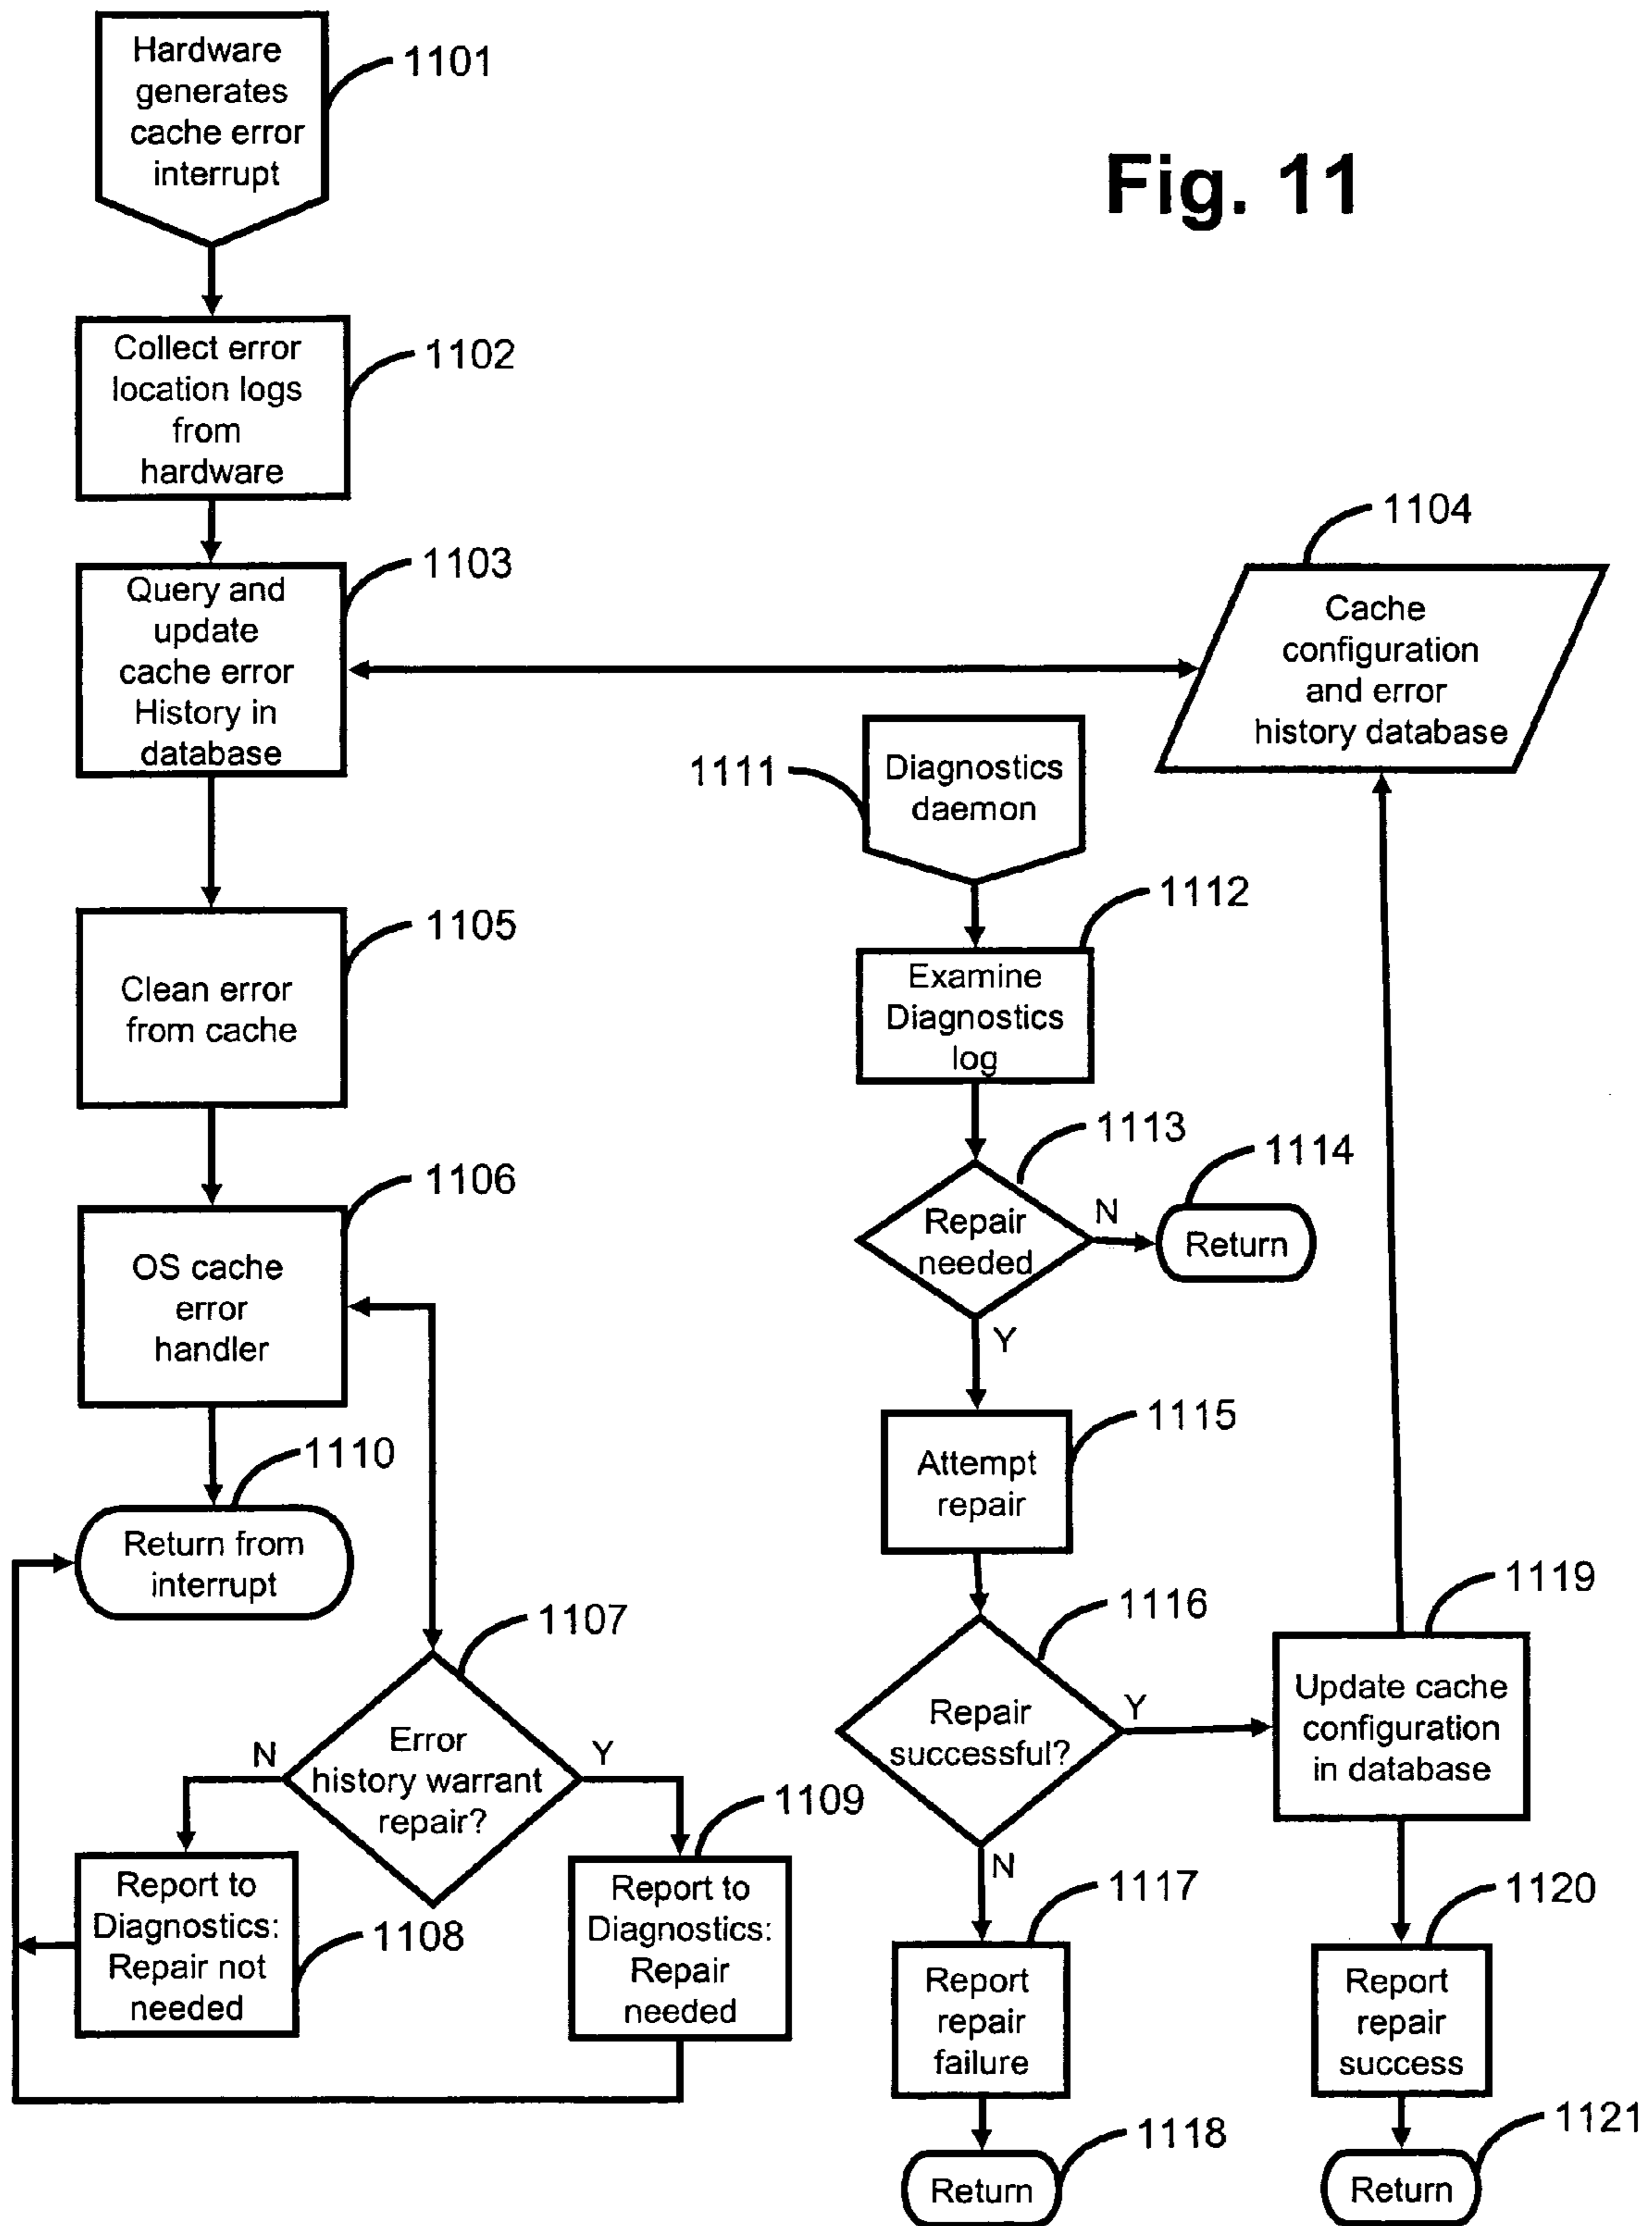 Fig. 11
Hardware
generates
cache error
interrupt
1101
Collect error
location logs
from
hardware
1102
Query and
update
cache error
History in
database
1103
1104
Cache
configuration
and error
history database
Clean error
from cache
1105
OS cache
error
handler
1106
Return from
interrupt
1110
1107
Error
history warrant
repair?
N
Y
Report to
Diagnostics:
Repair not
needed
1108
1109
Report to
Diagnostics:
Repair
needed
1111
Diagnostics
daemon
1112
Examine
Diagnostics
log
1113
Repair
needed
N
1114
Return
Y
1115
Attempt
repair
1116
Repair
successful?
Y
N
1117
Report
repair
failure
1118
Return
1119
Update cache
configuration
in database
1120
Report
repair
success
1121
Return